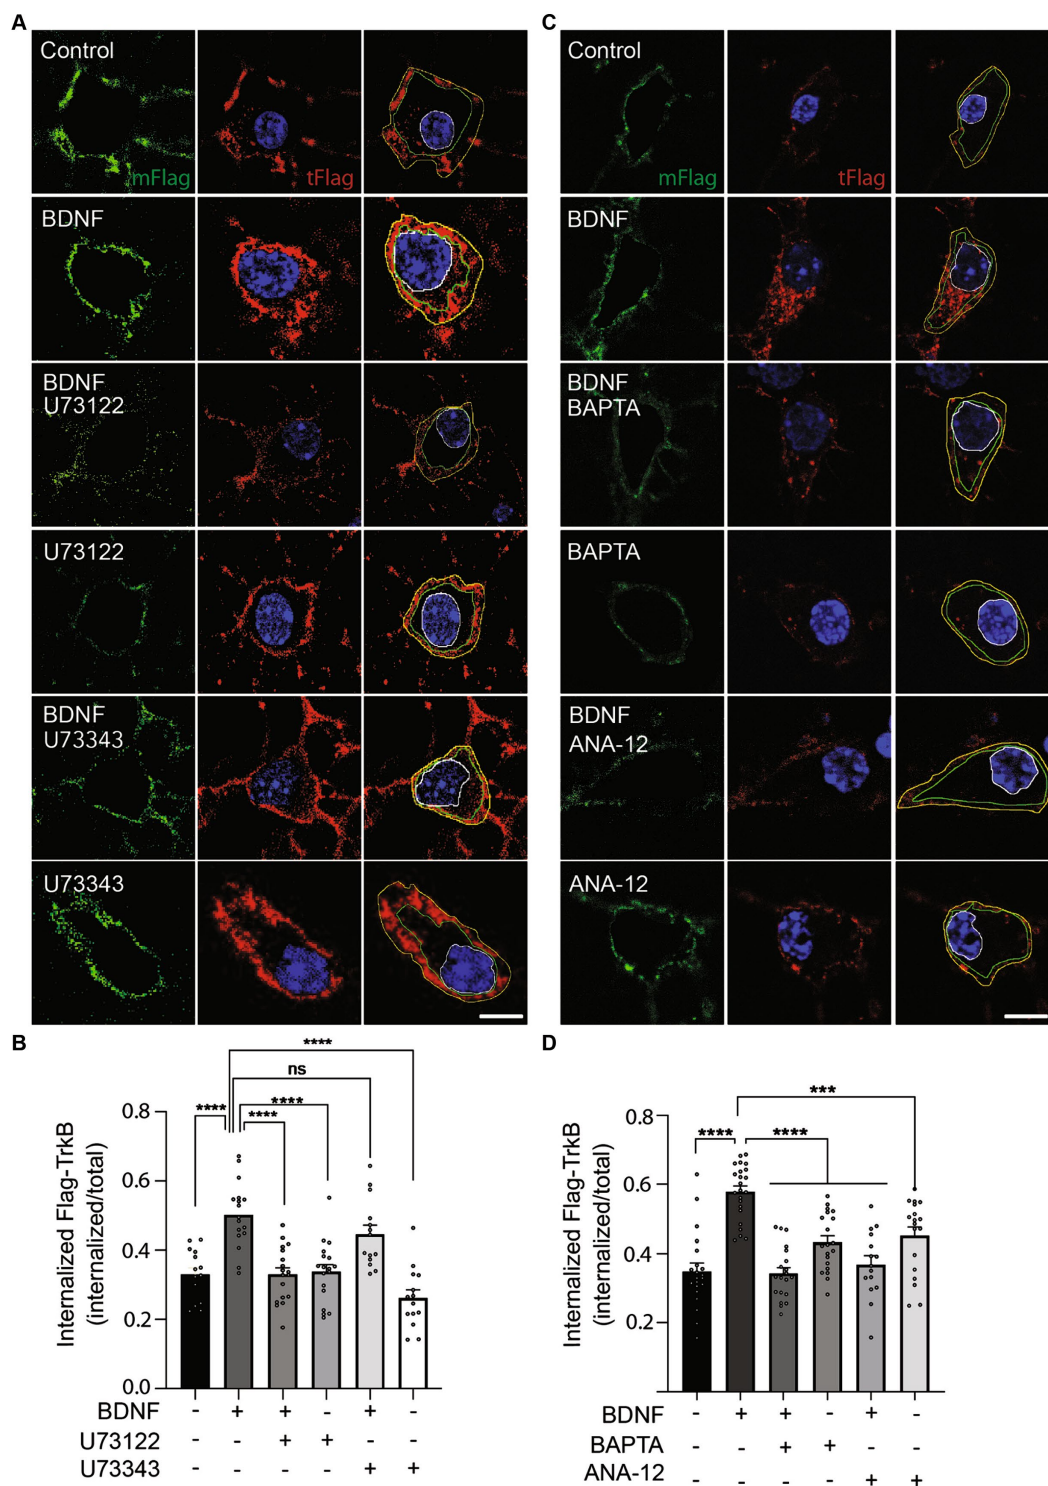 A
Control
mFlag
tFlag
BDNF
BDNF
U73122
U73122
BDNF
U73343
U73343
C
Control
mFlag
tFlag
BDNF
BDNF
BAPTA
BAPTA
BDNF
ANA-12
ANA-12
B
Internalized Flag-TrkB
(internalized/total)
0.8
0.6
0.4
0.2
0.0
****
ns
****
****
****
BDNF - + + - + -
U73122 - - + + - -
U73343 - - - - + +
D
Internalized Flag-TrkB
(internalized/total)
0.8
0.6
0.4
0.2
***
**** ****
BDNF - + + - + -
BAPTA - - + + - -
ANA-12 - - - - + +